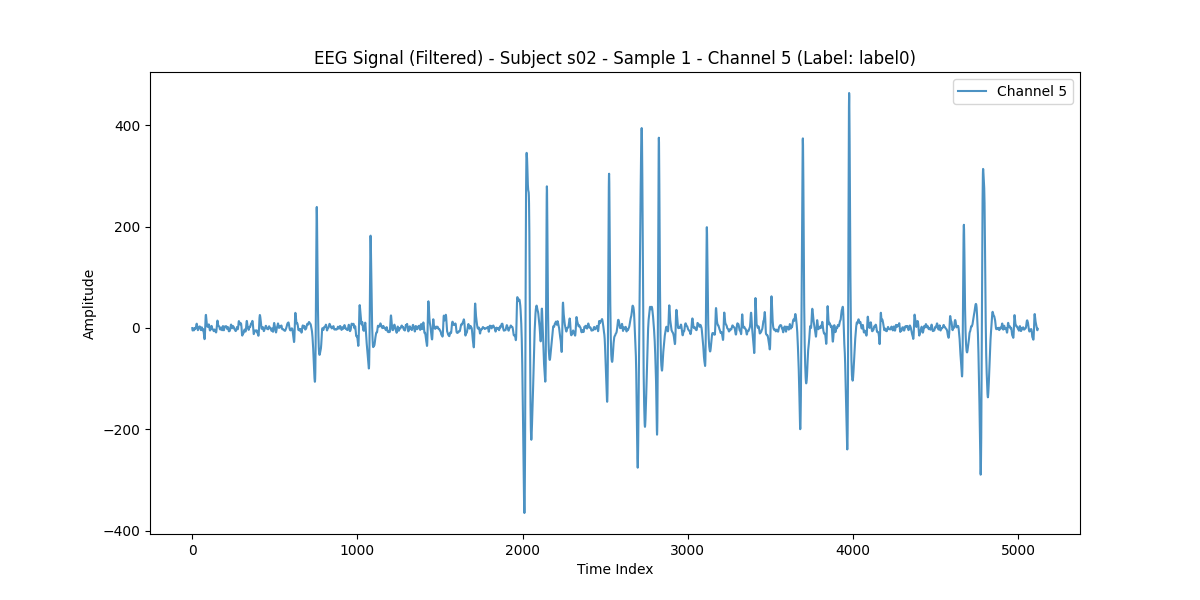 EEG Signal (Filtered) - Subject s02 - Sample 1 - Channel 5 (Label: label0)
Channel 5
400
200
0
−200
−400
Amplitude
0 1000 2000 3000 4000 5000
Time Index